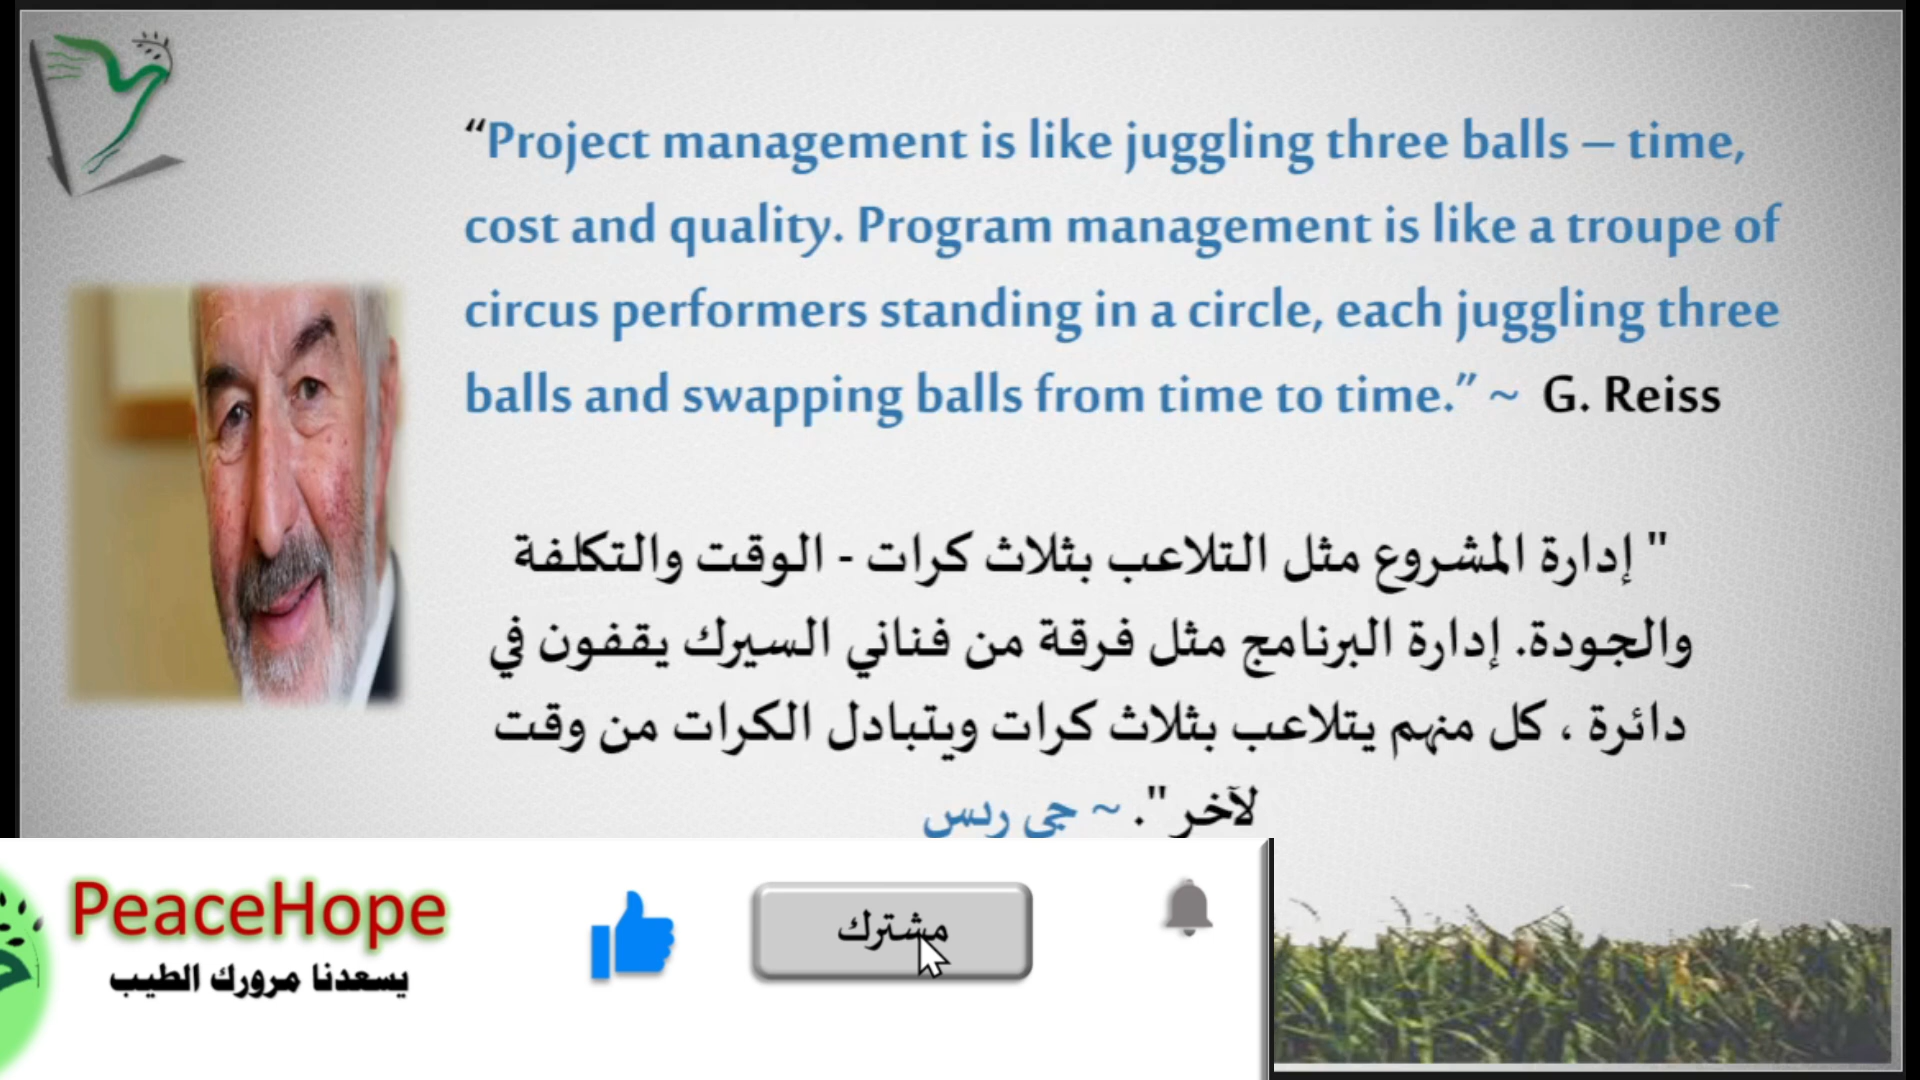 “Project management is like juggling three balls – time,
cost and quality. Program management is like a troupe of
circus performers standing in a circle, each juggling three
balls and swapping balls from time to time.” ~ G. Reiss
" إدارة المشروع مثل التلاعب بثلاث كرات - الوقت والتكلفة
والجودة. إدارة البرنامج مثل فرقة من فناني السيرك يقفون في
دائرة ، كل منهم يتلاعب بثلاث كرات ويتبادل الكرات من وقت
لآخر ". ~ جي ريس
PeaceHope
يسعدنا مرورك الطيب
مشترك